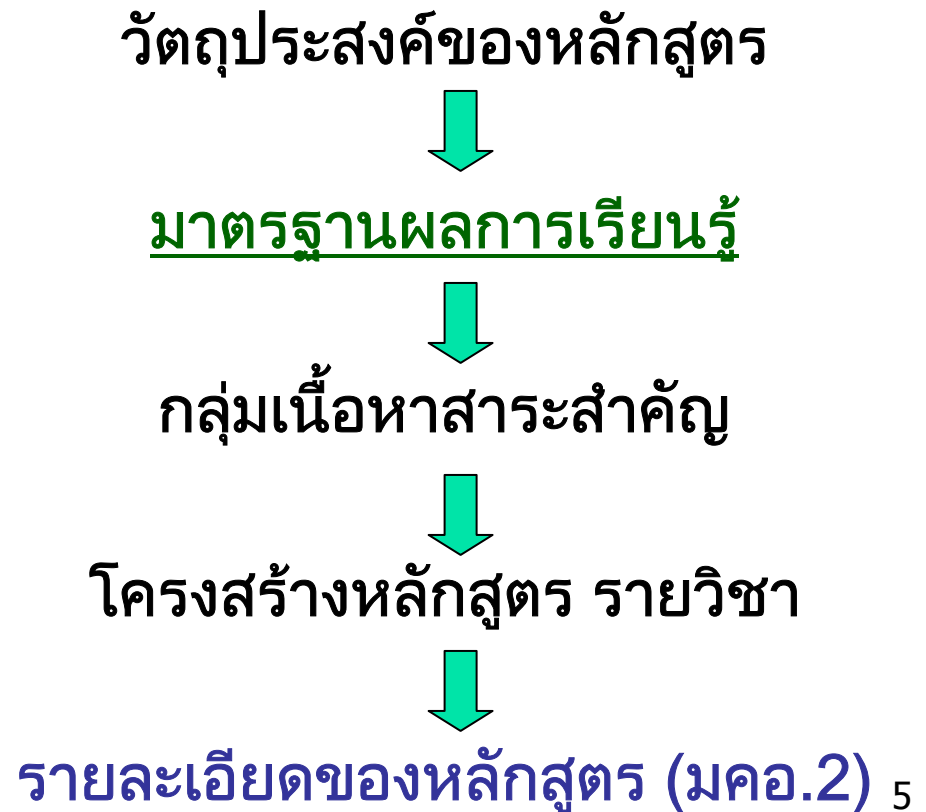 วัตถุประสงค์ของหลักสูตร
มาตรฐานผลการเรียนรู้
กลุ่มเนื้อหาสาระสำคัญ
โครงสร้างหลักสูตร รายวิชา
รายละเอียดของหลักสูตร (มคอ.2) 5